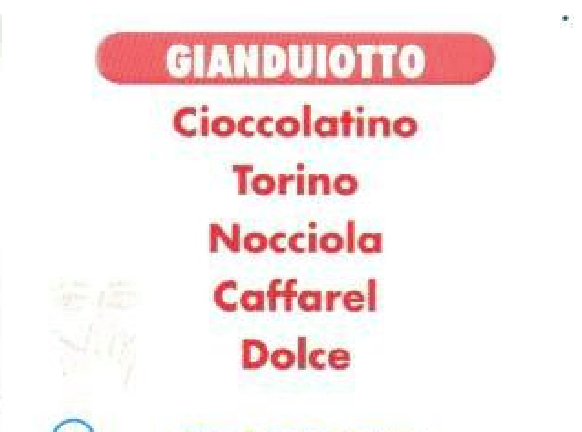 GIANDUIOTTO
Cioccolatino
Torino
Nocciola
Caffarel
Dolce